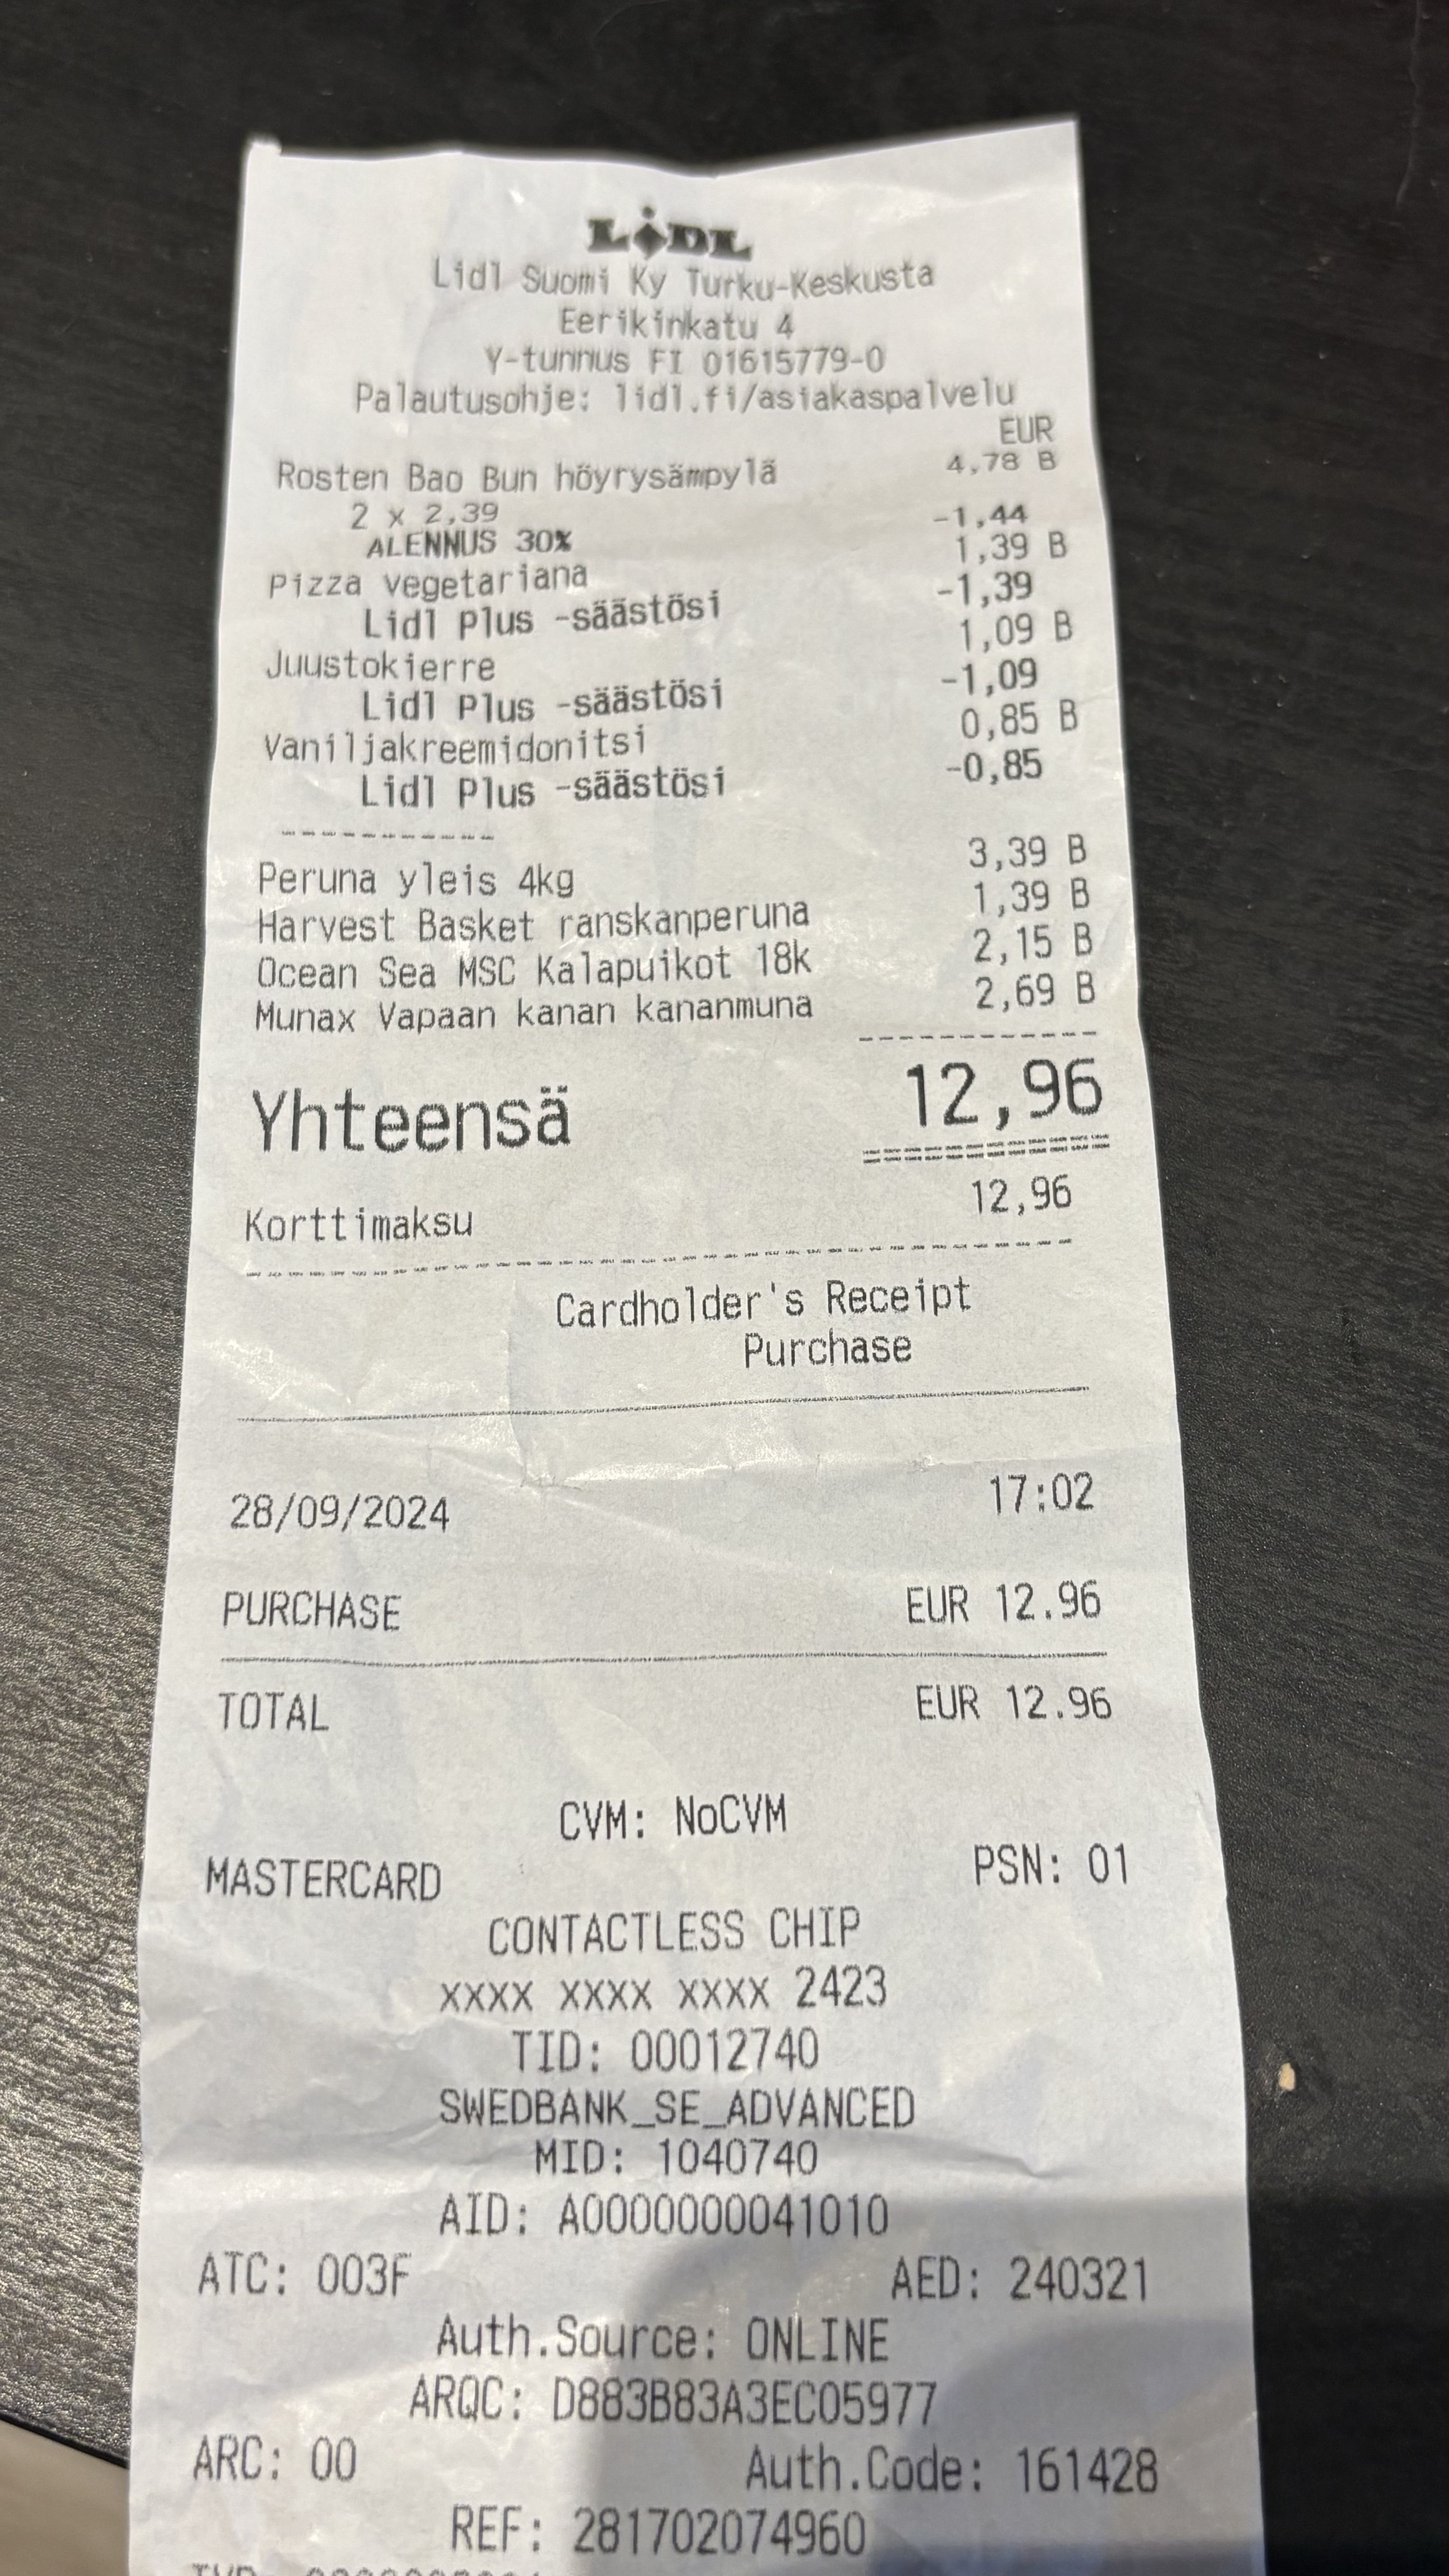 LIDL
Lidl Suomi Ky Turku-Keskusta
Eerikinkatu 4
Y-tunnus FI 01615779-0
Palautusohje: lidl.fi/asiakaspalvelu
EUR
Rosten Bao Bun höyrysämpylä 4,78 B
2 x 2,39
ALENNUS 30% -1,44
Pizza vegetariana 1,39 B
Lidl Plus -säästösi -1,39
Juustokierre 1,09 B
Lidl Plus -säästösi -1,09
Vaniljakreemidonitsi 0,85 B
Lidl Plus -säästösi -0,85
------------
Peruna yleis 4kg 3,39 B
Harvest Basket ranskanperuna 1,39 B
Ocean Sea MSC Kalapuikot 18k 2,15 B
Munax Vapaan kanan kananmuna 2,69 B
Yhteensä 12,96
Korttimaksu 12,96
Cardholder's Receipt
Purchase
28/09/2024 17:02
PURCHASE EUR 12.96
TOTAL EUR 12.96
CVM: NoCVM
MASTERCARD PSN: 01
CONTACTLESS CHIP
XXXX XXXX XXXX 2423
TID: 00012740
SWEDBANK_SE_ADVANCED
MID: 1040740
AID: A0000000041010
ATC: 003F AED: 240321
Auth.Source: ONLINE
ARQC: D883B83A3EC05977
ARC: 00 Auth.Code: 161428
REF: 281702074960